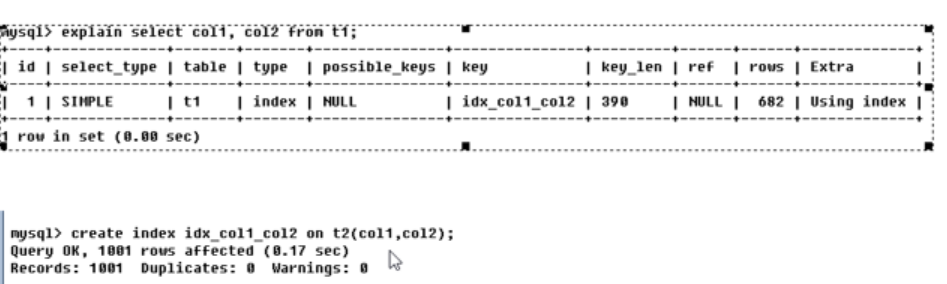 mysql> explain select col1, col2 from t1;
+----+-------------+-------+-------+---------------+---------------+---------+------+------+-------------+
| id | select_type | table | type | possible_keys | key | key_len | ref | rows | Extra |
+----+-------------+-------+-------+---------------+---------------+---------+------+------+-------------+
| 1 | SIMPLE | t1 | index | NULL | idx_col1_col2 | 390 | NULL | 682 | Using index |
+----+-------------+-------+-------+---------------+---------------+---------+------+------+-------------+
1 row in set (0.00 sec)
mysql> create index idx_col1_col2 on t2(col1,col2);
Query OK, 1001 rows affected (0.17 sec)
Records: 1001 Duplicates: 0 Warnings: 0